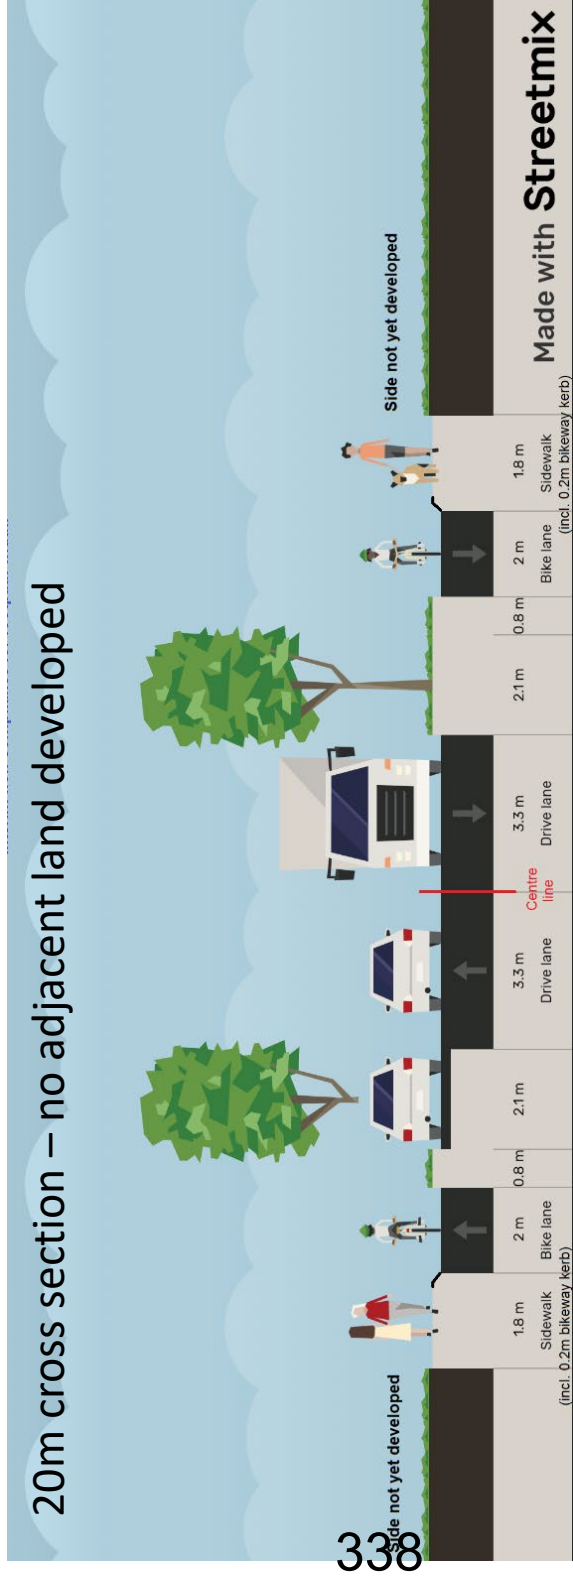 20m cross section – no adjacent land developed
Side not yet developed
Side not yet developed
1.8 m
Sidewalk
(incl. 0.2m bikeway kerb)
2 m
Bike lane
0.8 m
2.1 m
3.3 m
Drive lane
Centre
line
3.3 m
Drive lane
2.1 m
0.8 m
2 m
Bike lane
1.8 m
Sidewalk
(incl. 0.2m bikeway kerb)
Made with Streetmix
338